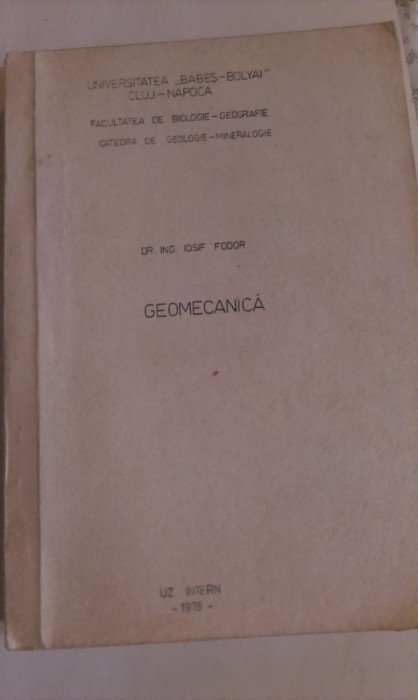 UNIVERSITATEA „BABEŞ-BOLYAI"
CLUJ-NAPOCA
FACULTATEA DE BIOLOGIE-GEOGRAFIE
CATEDRA DE GEOLOGIE-MINERALOGIE
DR. ING. IOSIF FODOR
GEOMECANICĂ
UZ INTERN
- 1978 -